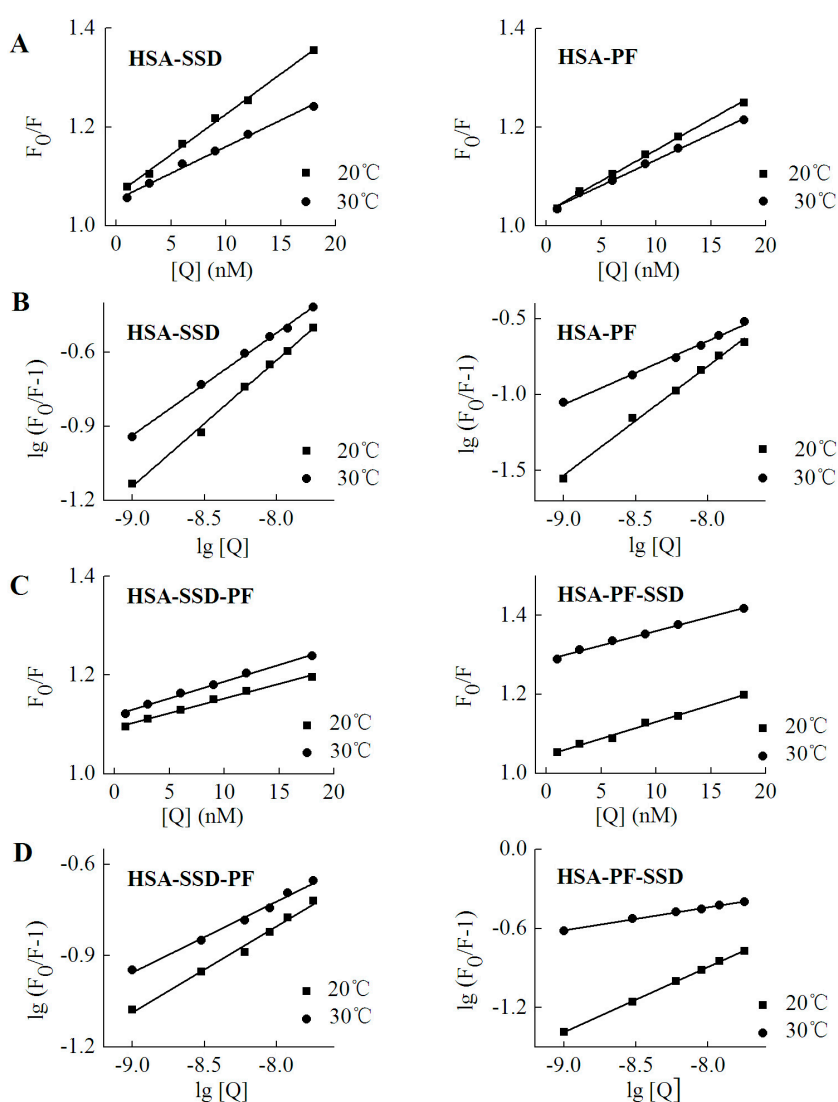 A
HSA-SSD
F0/F
1.4
1.2
1.0
20℃
30℃
0 5 10 15 20
[Q] (nM)
HSA-PF
F0/F
1.4
1.2
1.0
20℃
30℃
0 5 10 15 20
[Q] (nM)
B
HSA-SSD
lg (F0/F-1)
-0.6
-0.9
-1.2
20℃
30℃
-9.0 -8.5 -8.0
lg [Q]
HSA-PF
lg (F0/F-1)
-0.5
-1.0
-1.5
20℃
30℃
-9.0 -8.5 -8.0
lg [Q]
C
HSA-SSD-PF
F0/F
1.4
1.2
1.0
20℃
30℃
0 5 10 15 20
[Q] (nM)
HSA-PF-SSD
F0/F
1.4
1.2
1.0
20℃
30℃
0 5 10 15 20
[Q] (nM)
D
HSA-SSD-PF
lg (F0/F-1)
-0.6
-0.9
-1.2
20℃
30℃
-9.0 -8.5 -8.0
lg [Q]
HSA-PF-SSD
lg (F0/F-1)
0.0
-0.6
-1.2
20℃
30℃
-9.0 -8.5 -8.0
lg [Q]